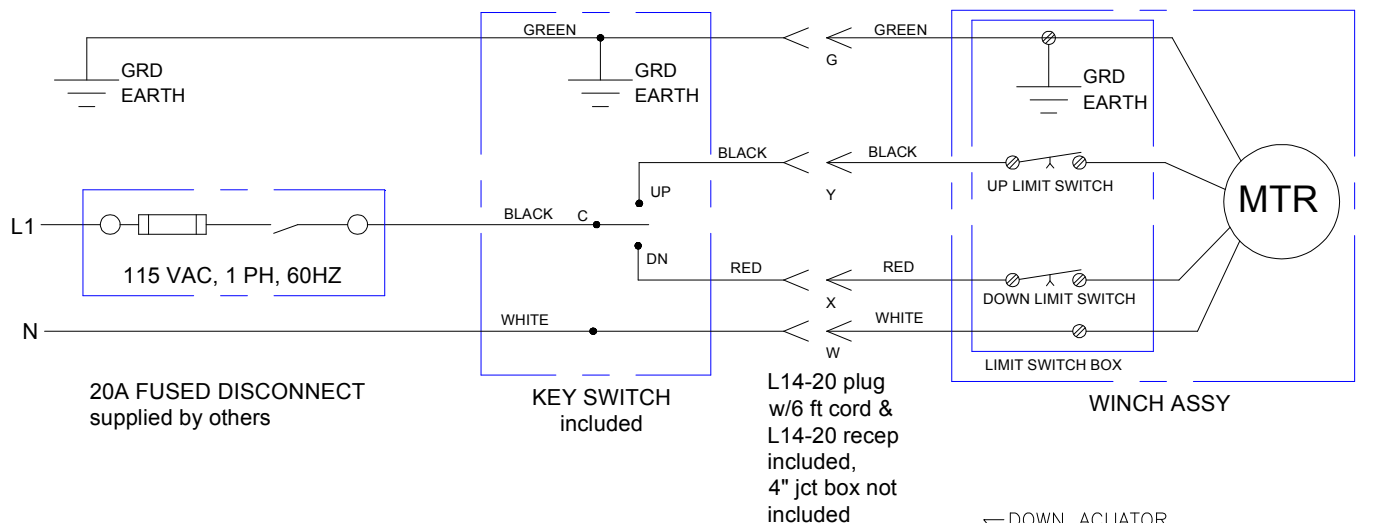 GREEN
GREEN
G
GRD
EARTH
GRD
EARTH
GRD
EARTH
BLACK
BLACK
Y
UP
UP LIMIT SWITCH
MTR
L1
BLACK
C
115 VAC, 1 PH, 60HZ
DN
RED
RED
X
DOWN LIMIT SWITCH
N
WHITE
WHITE
W
LIMIT SWITCH BOX
20A FUSED DISCONNECT
supplied by others
KEY SWITCH
included
L14-20 plug
w/6 ft cord &
L14-20 recep
included,
4" jct box not
included
WINCH ASSY
DOWN ACUATOR